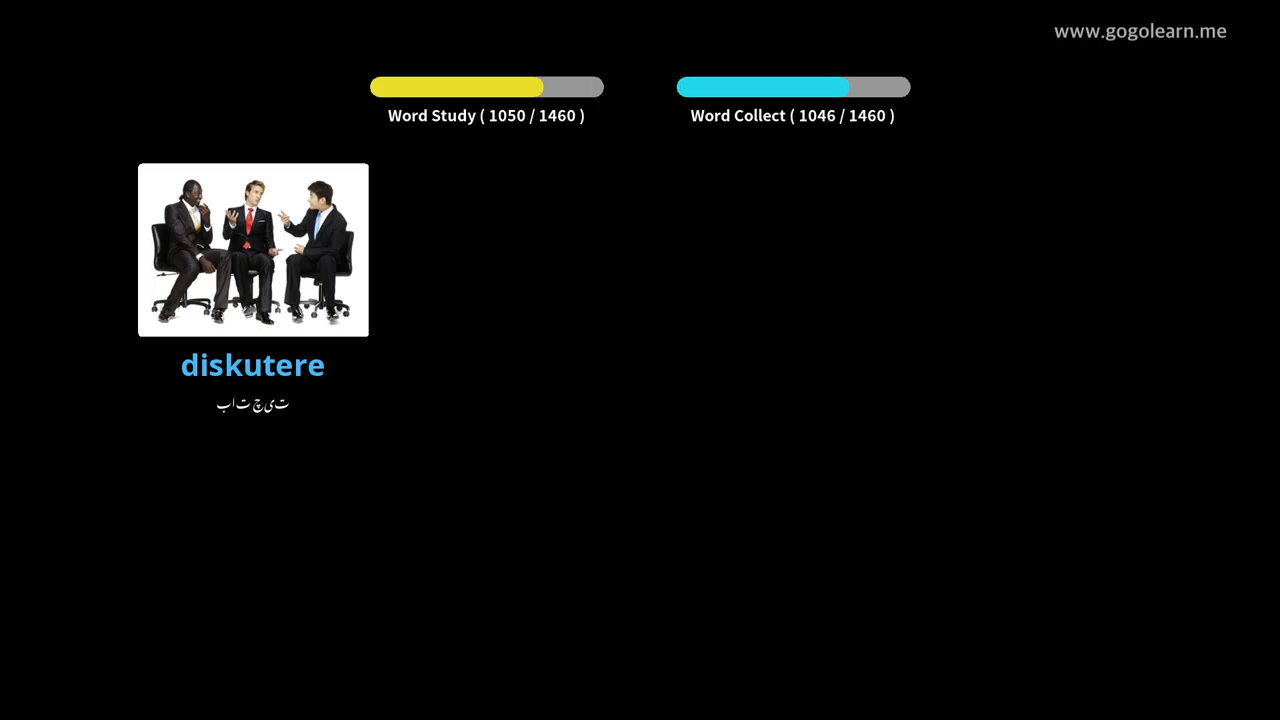 www.gogolearn.me
Word Study ( 1050 / 1460 )
Word Collect ( 1046 / 1460 )
diskutere
بات چیت